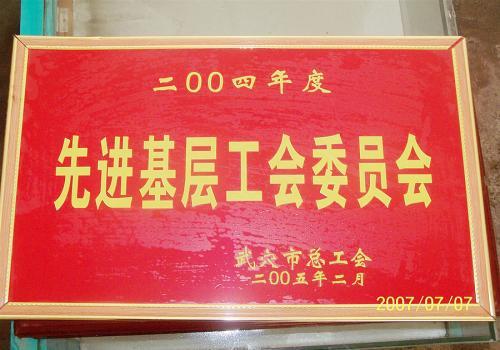 二00四年度
先进基层工会委员会
武穴市总工会
二00五年二月
2007/07/07